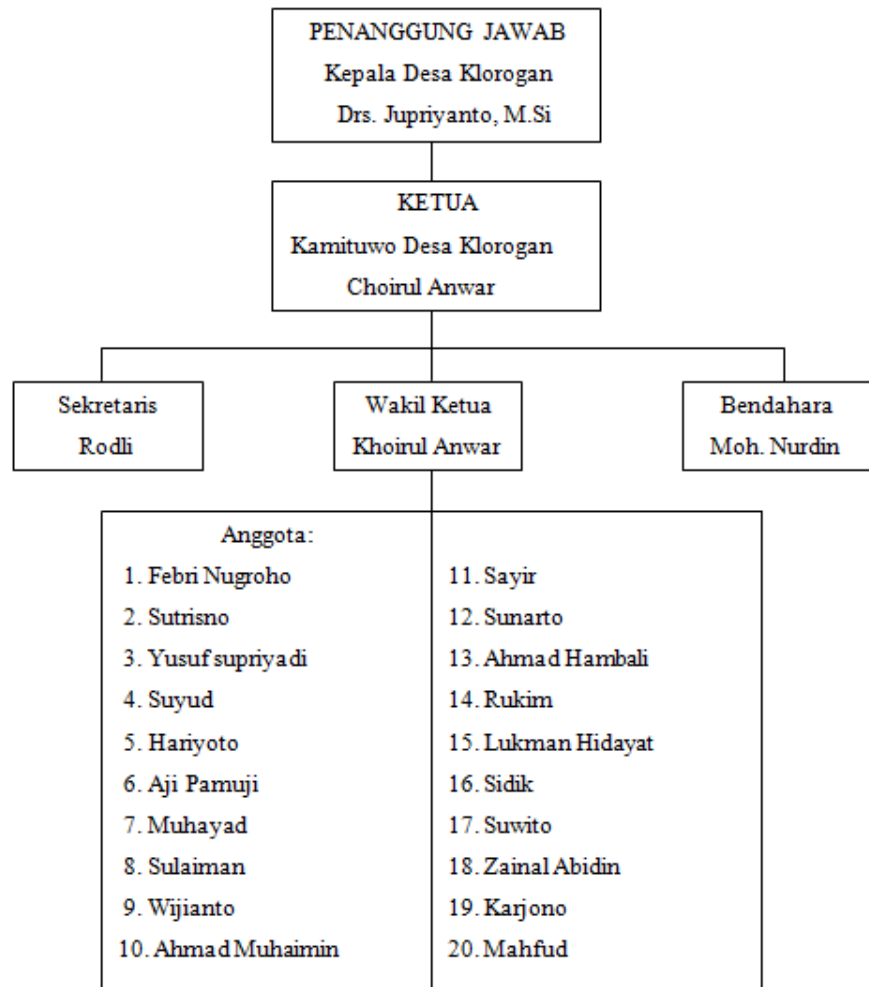 PENANGGUNG JAWAB
Kepala Desa Klorogan
Drs. Jupriyanto, M.Si
KETUA
Kamituwo Desa Klorogan
Choirul Anwar
Sekretaris
Rodli
Wakil Ketua
Khoirul Anwar
Bendahara
Moh. Nurdin
Anggota:
1. Febri Nugroho
2. Sutrisno
3. Yusuf supriyadi
4. Suyud
5. Hariyoto
6. Aji Pamuji
7. Muhayad
8. Sulaiman
9. Wijianto
10. Ahmad Muhaimin
11. Sayir
12. Sunarto
13. Ahmad Hambali
14. Rukim
15. Lukman Hidayat
16. Sidik
17. Suwito
18. Zainal Abidin
19. Karjono
20. Mahfud